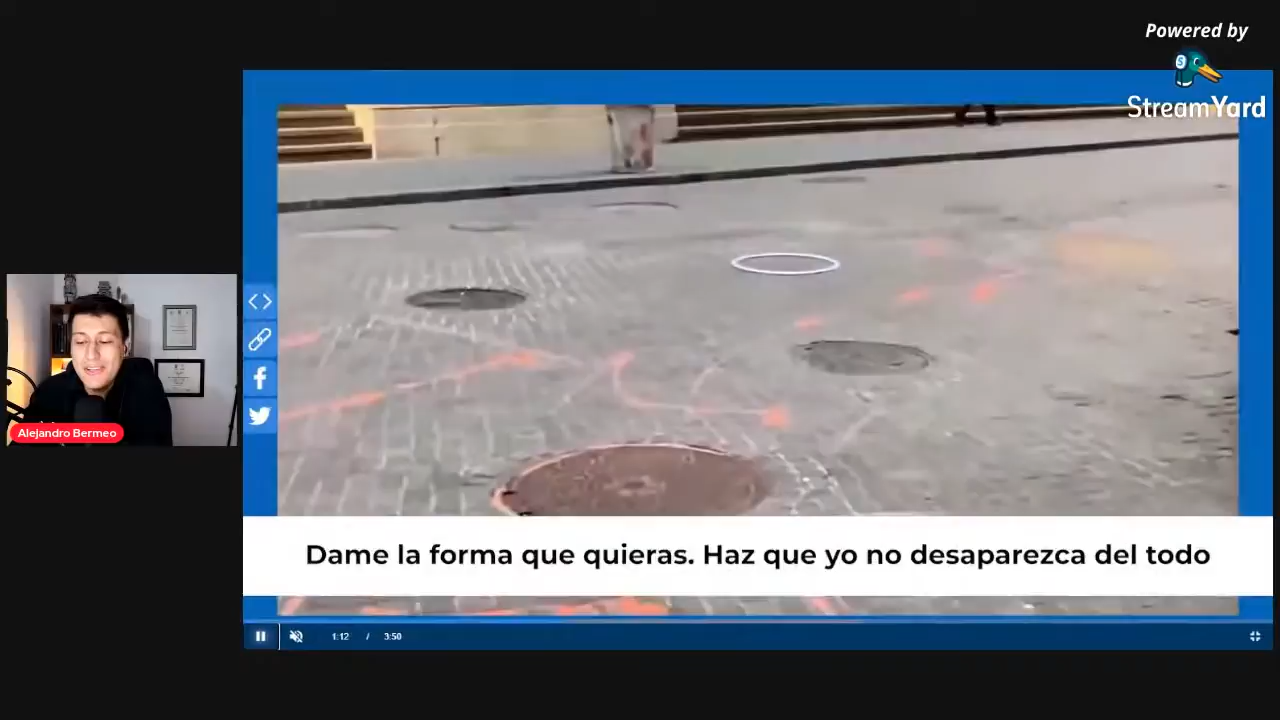 Powered by
StreamYard
Alejandro Bermeo
Dame la forma que quieras. Haz que yo no desaparezca del todo
1:12 / 3:50